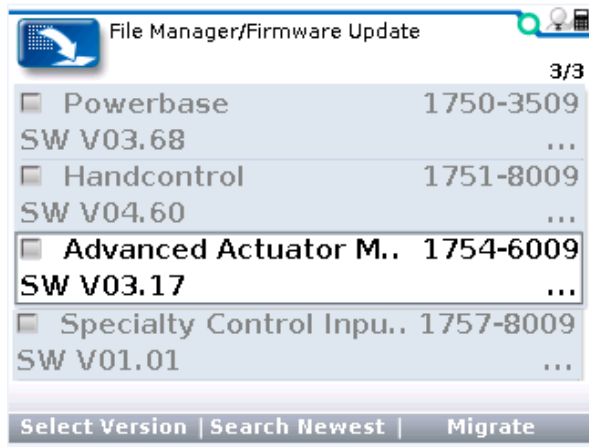 File Manager/Firmware Update
3/3
Powerbase 1750-3509
SW V03.68 ...
Handcontrol 1751-8009
SW V04.60 ...
Advanced Actuator M.. 1754-6009
SW V03.17 ...
Specialty Control Inpu.. 1757-8009
SW V01.01 ...
Select Version | Search Newest | Migrate